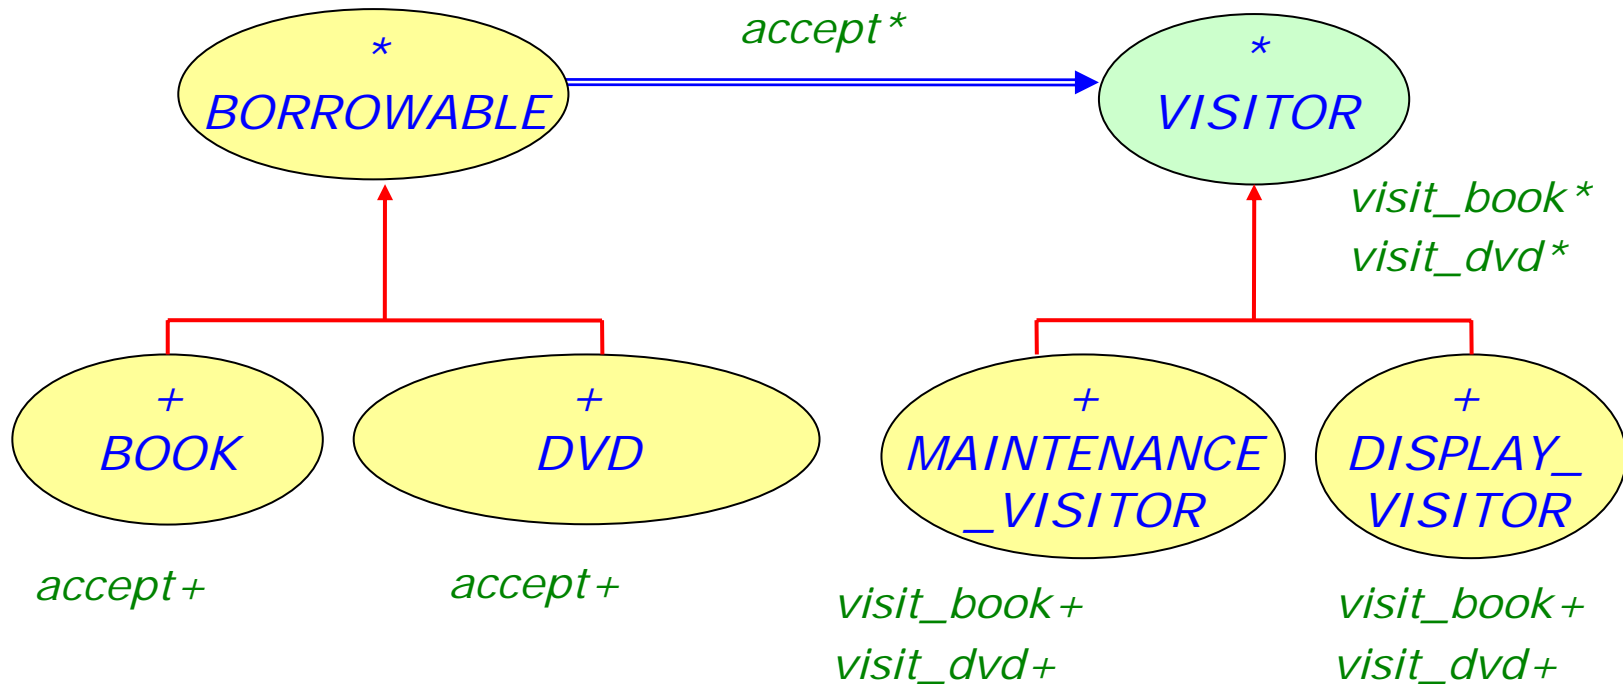 accept*
*
BORROWABLE
*
VISITOR
visit_book*
visit_dvd*
+
BOOK
+
DVD
+
MAINTENANCE
_VISITOR
+
DISPLAY_
VISITOR
accept+
accept+
visit_book+
visit_dvd+
visit_book+
visit_dvd+